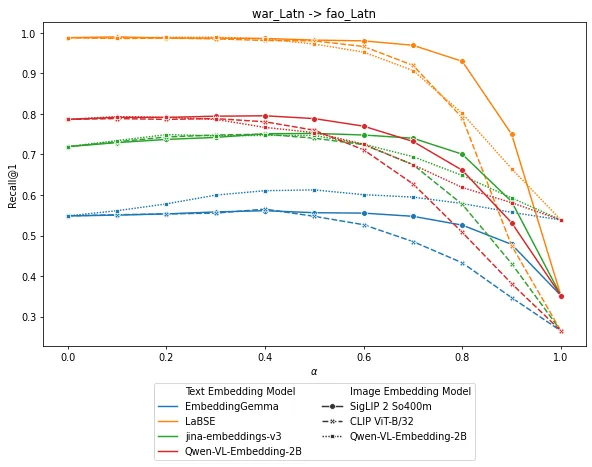 war_Latn -> fao_Latn
Recall@1
1.0
0.9
0.8
0.7
0.6
0.5
0.4
0.3
0.0 0.2 0.4 0.6 0.8 1.0
α
Text Embedding Model
EmbeddingGemma
LaBSE
jina-embeddings-v3
Qwen-VL-Embedding-2B
Image Embedding Model
SigLIP 2 So400m
CLIP ViT-B/32
Qwen-VL-Embedding-2B